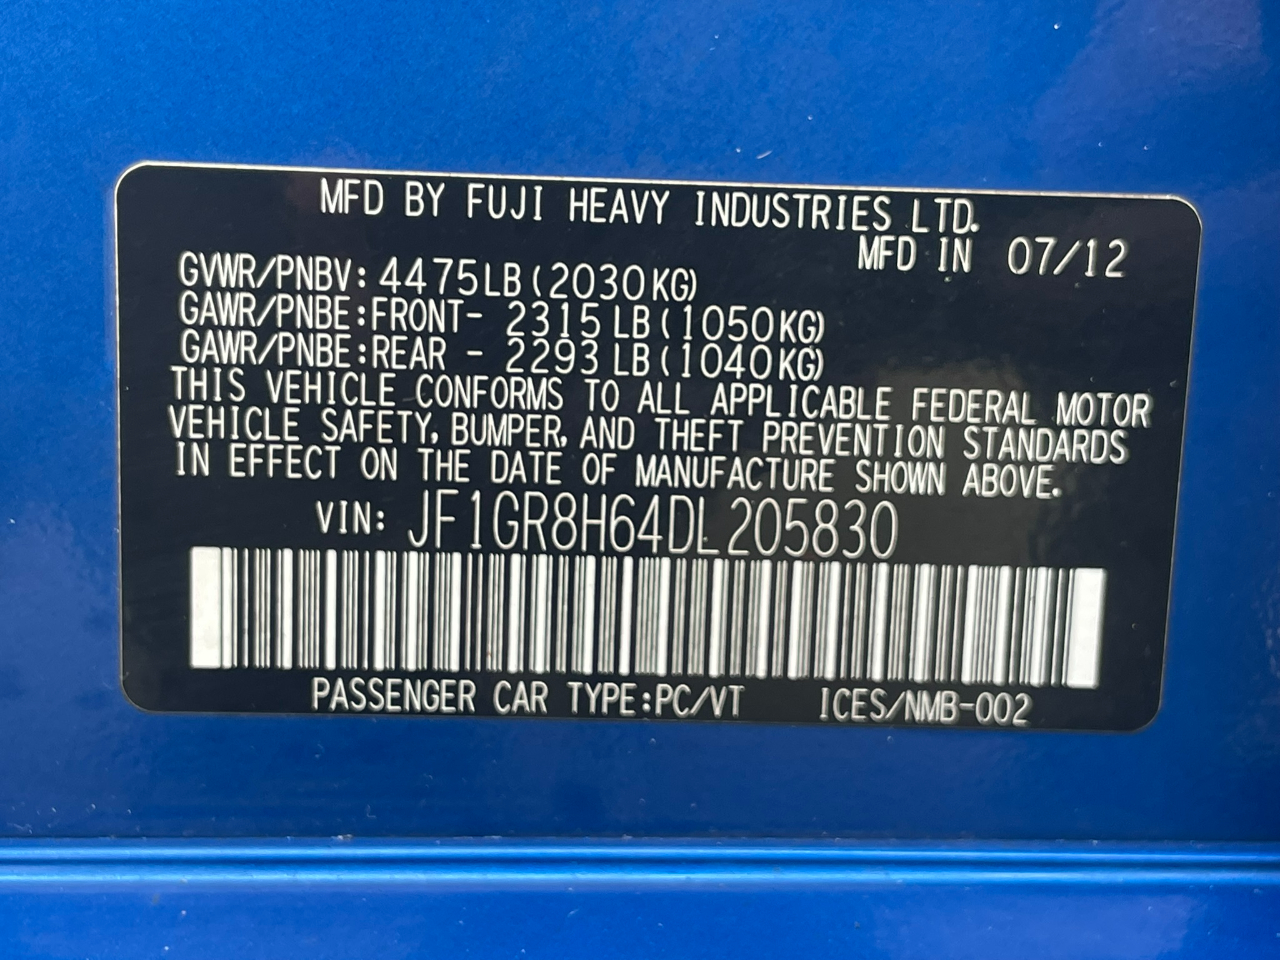 MFD BY FUJI HEAVY INDUSTRIES LTD.
MFD IN 07/12
GVWR/PNBV: 4475LB (2030KG)
GAWR/PNBE:FRONT- 2315 LB (1050KG)
GAWR/PNBE:REAR - 2293 LB (1040KG)
THIS VEHICLE CONFORMS TO ALL APPLICABLE FEDERAL MOTOR
VEHICLE SAFETY, BUMPER, AND THEFT PREVENTION STANDARDS
IN EFFECT ON THE DATE OF MANUFACTURE SHOWN ABOVE.
VIN: JF1GR8H64DL205830
PASSENGER CAR TYPE:PC/VT ICES/NMB-002